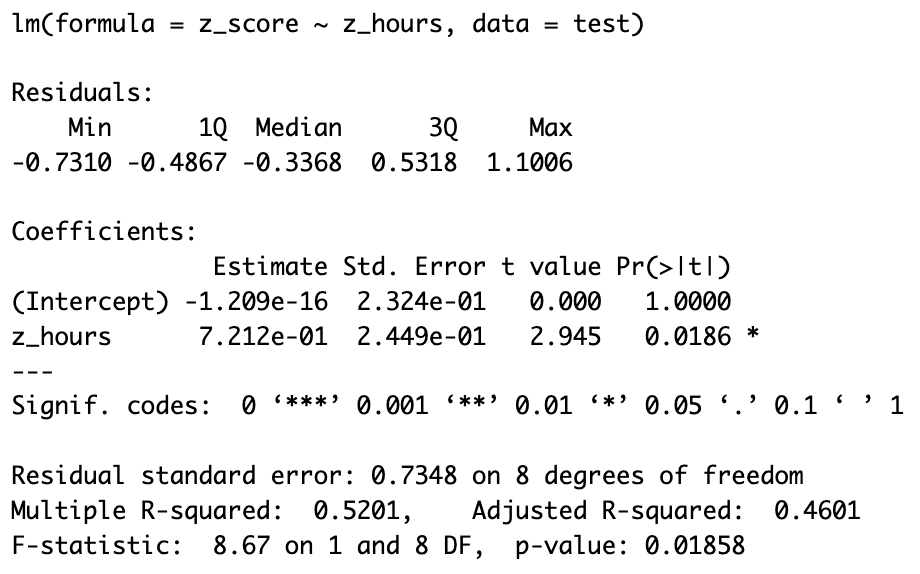 lm(formula = z_score ~ z_hours, data = test)
Residuals:
Min 1Q Median 3Q Max
-0.7310 -0.4867 -0.3368 0.5318 1.1006
Coefficients:
Estimate Std. Error t value Pr(>|t|)
(Intercept) -1.209e-16 2.324e-01 0.000 1.0000
z_hours 7.212e-01 2.449e-01 2.945 0.0186 *
---
Signif. codes: 0 ‘***’ 0.001 ‘**’ 0.01 ‘*’ 0.05 ‘.’ 0.1 ‘ ’ 1
Residual standard error: 0.7348 on 8 degrees of freedom
Multiple R-squared: 0.5201, Adjusted R-squared: 0.4601
F-statistic: 8.67 on 1 and 8 DF, p-value: 0.01858